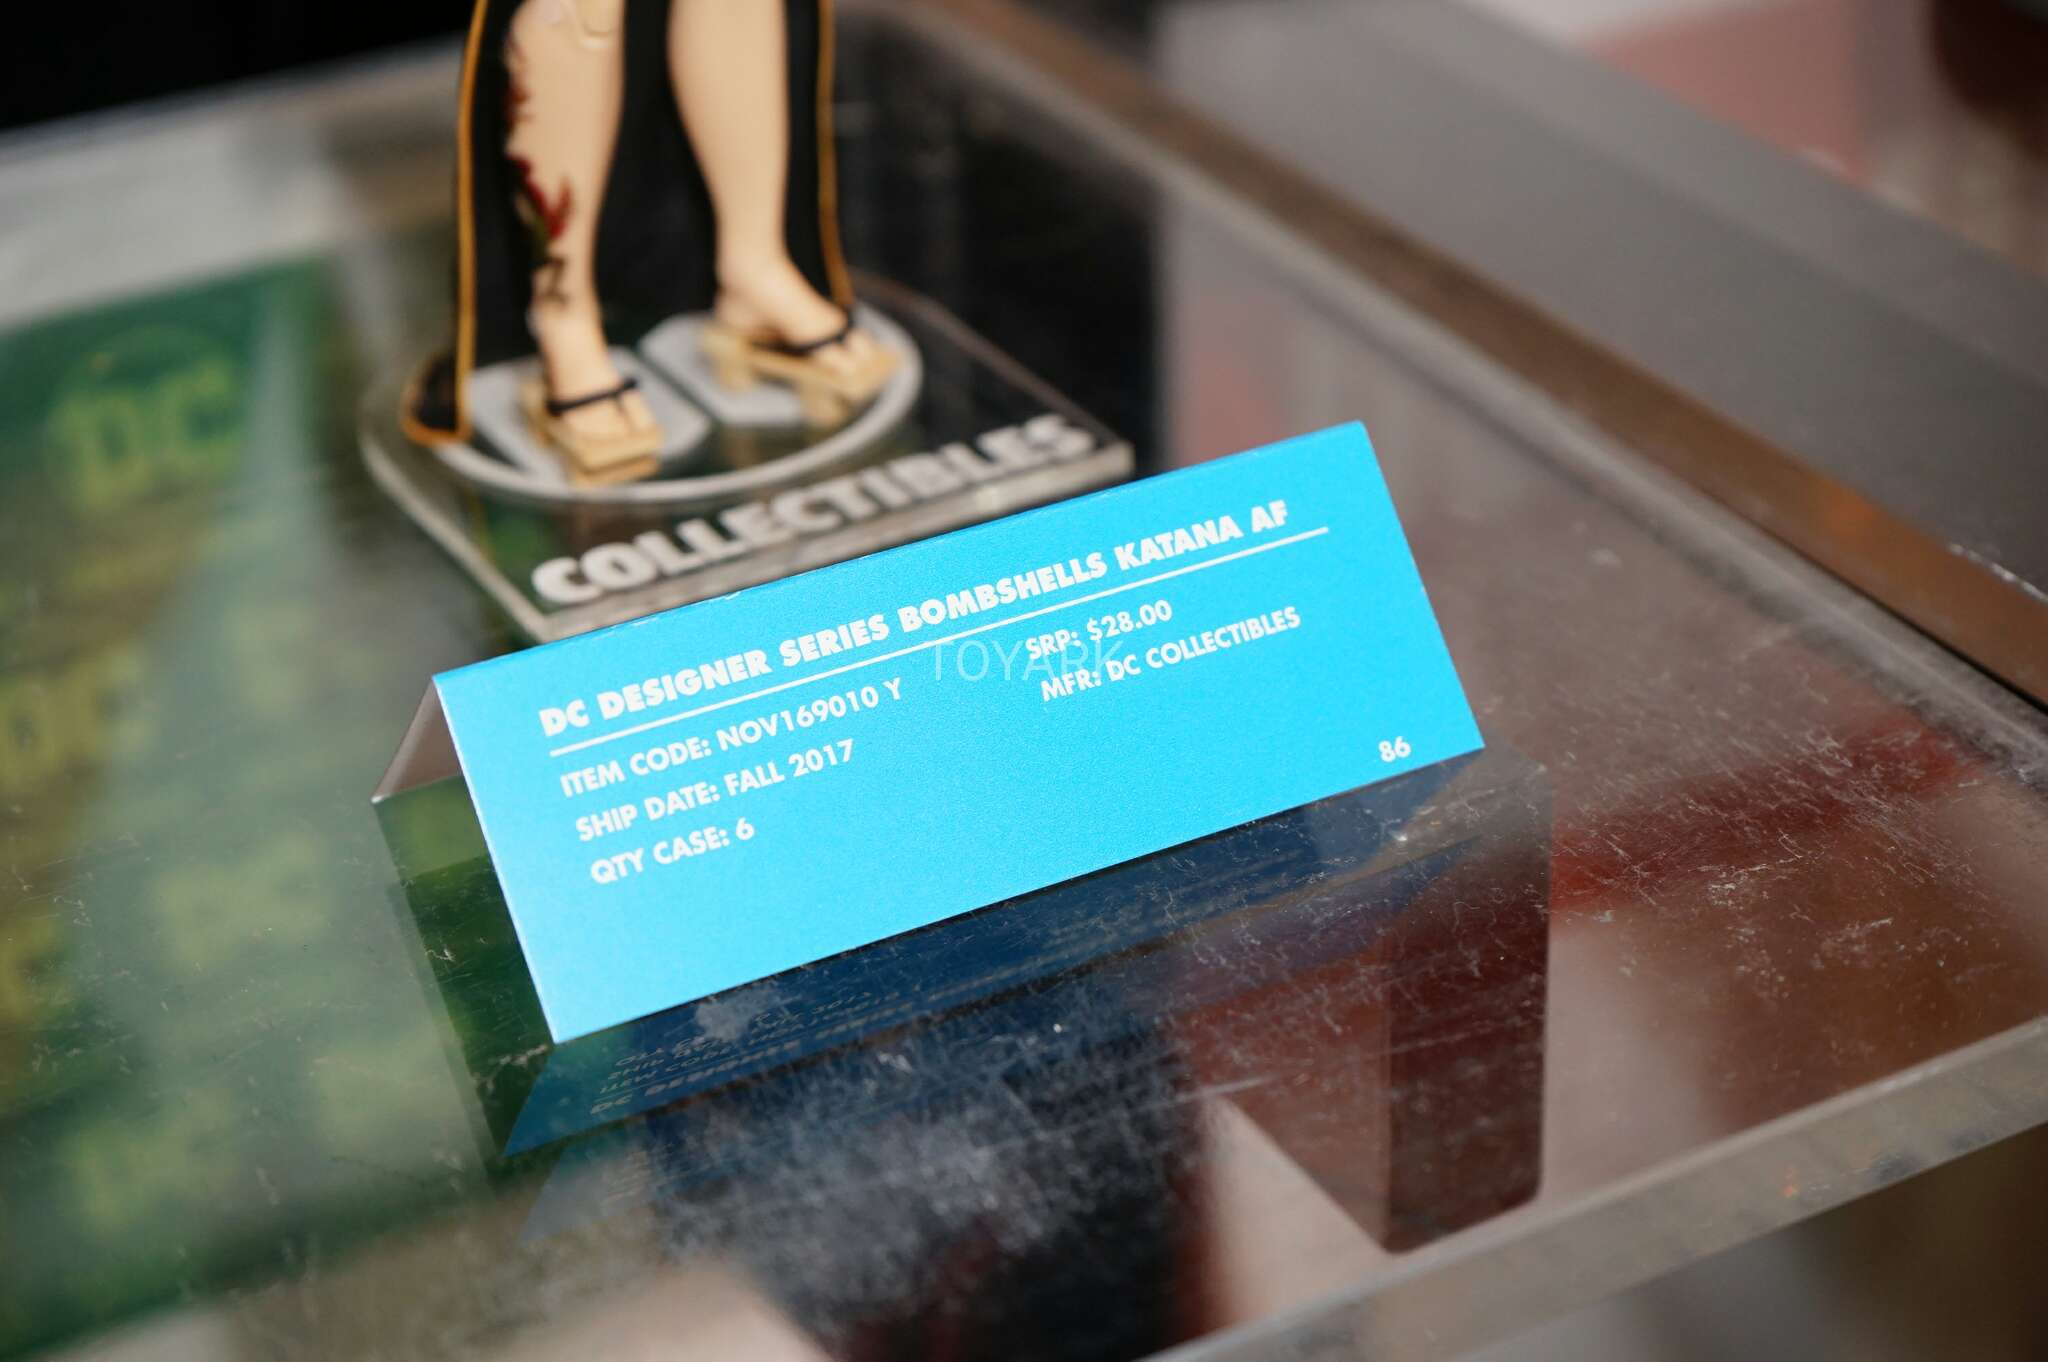 DC
COLLECTIBLES
DC DESIGNER SERIES BOMBSHELLS KATANA AF
ITEM CODE: NOV169010 Y
SRP: $28.00
SHIP DATE: FALL 2017
MFR: DC COLLECTIBLES
QTY CASE: 6
86
TOYARK